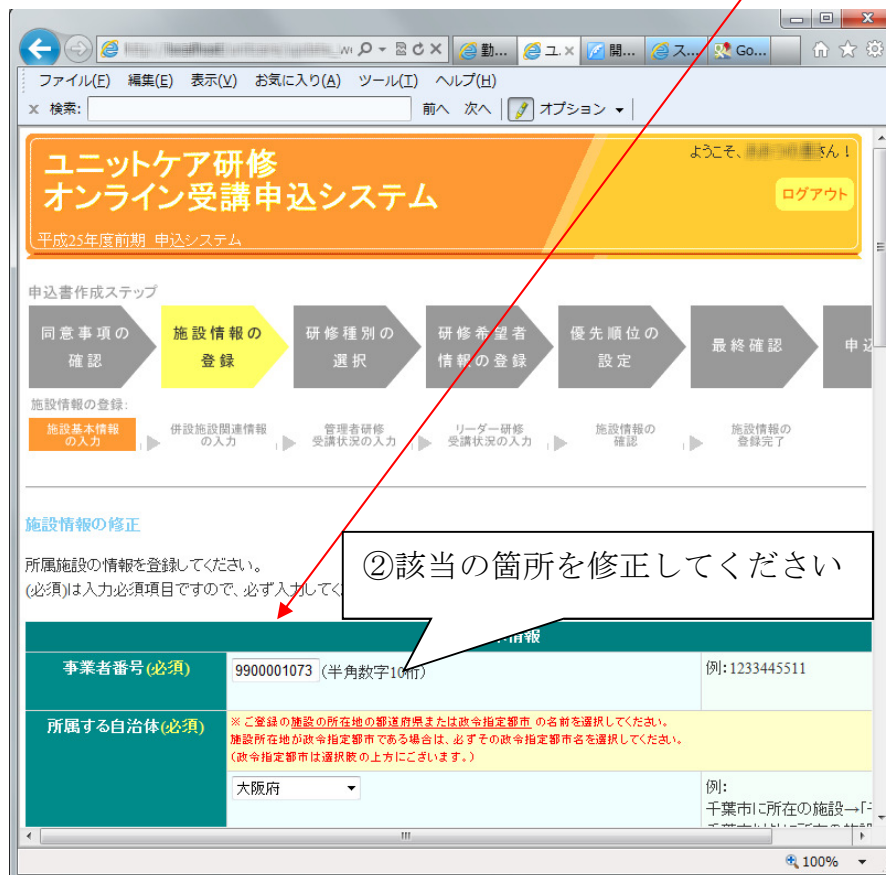 勤...
ユ...
開...
ス...
Go...
ファイル(F) 編集(E) 表示(V) お気に入り(A) ツール(T) ヘルプ(H)
× 検索:
前へ 次へ
オプション
ユニットケア研修
オンライン受講申込システム
平成25年度前期 申込システム
ようこそ、
さん!
ログアウト
申込書作成ステップ
同意事項の
確認
施設情報の
登録
研修種別の
選択
研修希望者
情報の登録
優先順位の
設定
最終確認
申込
施設情報の登録:
施設基本情報
の入力
併設施設関連情報
の入力
管理者研修
受講状況の入力
リーダー研修
受講状況の入力
施設情報の
確認
施設情報の
登録完了
施設情報の修正
所属施設の情報を登録してください。
(必須)は入力必須項目ですので、必ず入力してく
②該当の箇所を修正してください
情報
事業者番号(必須)
9900001073 (半角数字10桁)
例:1233445511
所属する自治体(必須)
※ご登録の施設の所在地の都道府県または政令指定都市 の名前を選択してください。
施設所在地が政令指定都市である場合は、必ずその政令指定都市名を選択してください。
(政令指定都市は選択肢の上方にございます。)
大阪府
例:
千葉市に所在の施設→「
100%